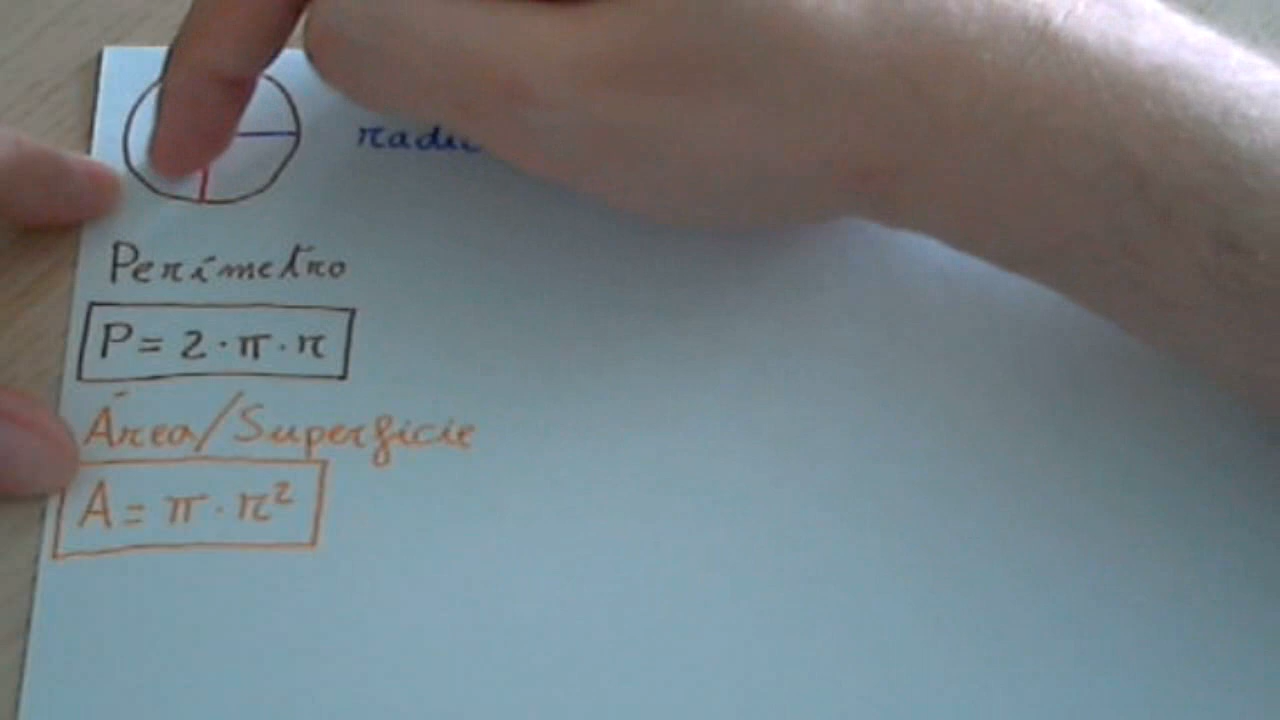 Perímetro
P = 2 · π · r
Área/Superficie
A = π · r²